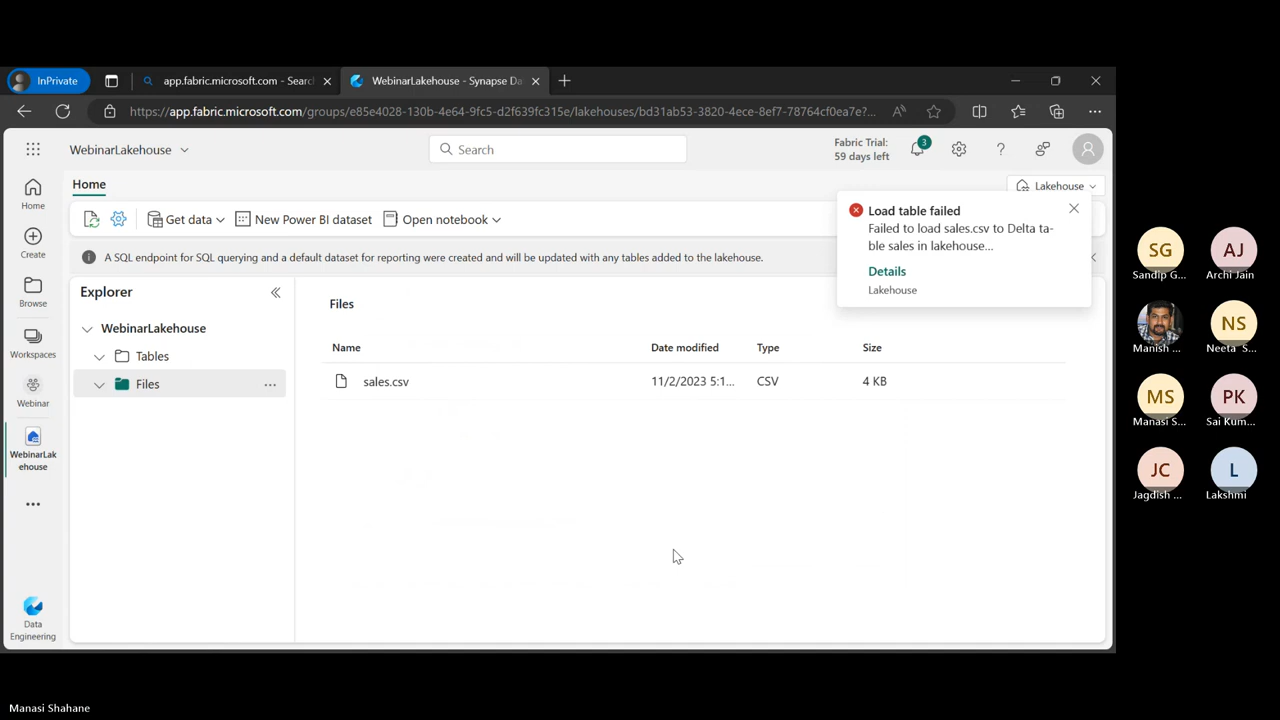 InPrivate
app.fabric.microsoft.com - Searc
WebinarLakehouse - Synapse Da
https://app.fabric.microsoft.com/groups/e85e4028-130b-4e64-9fc5-d2f639fc315e/lakehouses/bd31ab53-3820-4ece-8ef7-78764cf0ea7e?...
WebinarLakehouse
Search
Fabric Trial:
59 days left
3
Home
Lakehouse
Get data
New Power BI dataset
Open notebook
Load table failed
Failed to load sales.csv to Delta ta-
ble sales in lakehouse...
Details
Lakehouse
A SQL endpoint for SQL querying and a default dataset for reporting were created and will be updated with any tables added to the lakehouse.
Home
Create
Browse
Workspaces
Webinar
WebinarLak
ehouse
Data
Engineering
Explorer
WebinarLakehouse
Tables
Files
Files
Name
Date modified
Type
Size
sales.csv
11/2/2023 5:1...
CSV
4 KB
SG
Sandip G...
AJ
Archi Jain
Manish ...
NS
Neeta S...
MS
Manasi S...
PK
Sai Kum...
JC
Jagdish ...
L
Lakshmi
Manasi Shahane